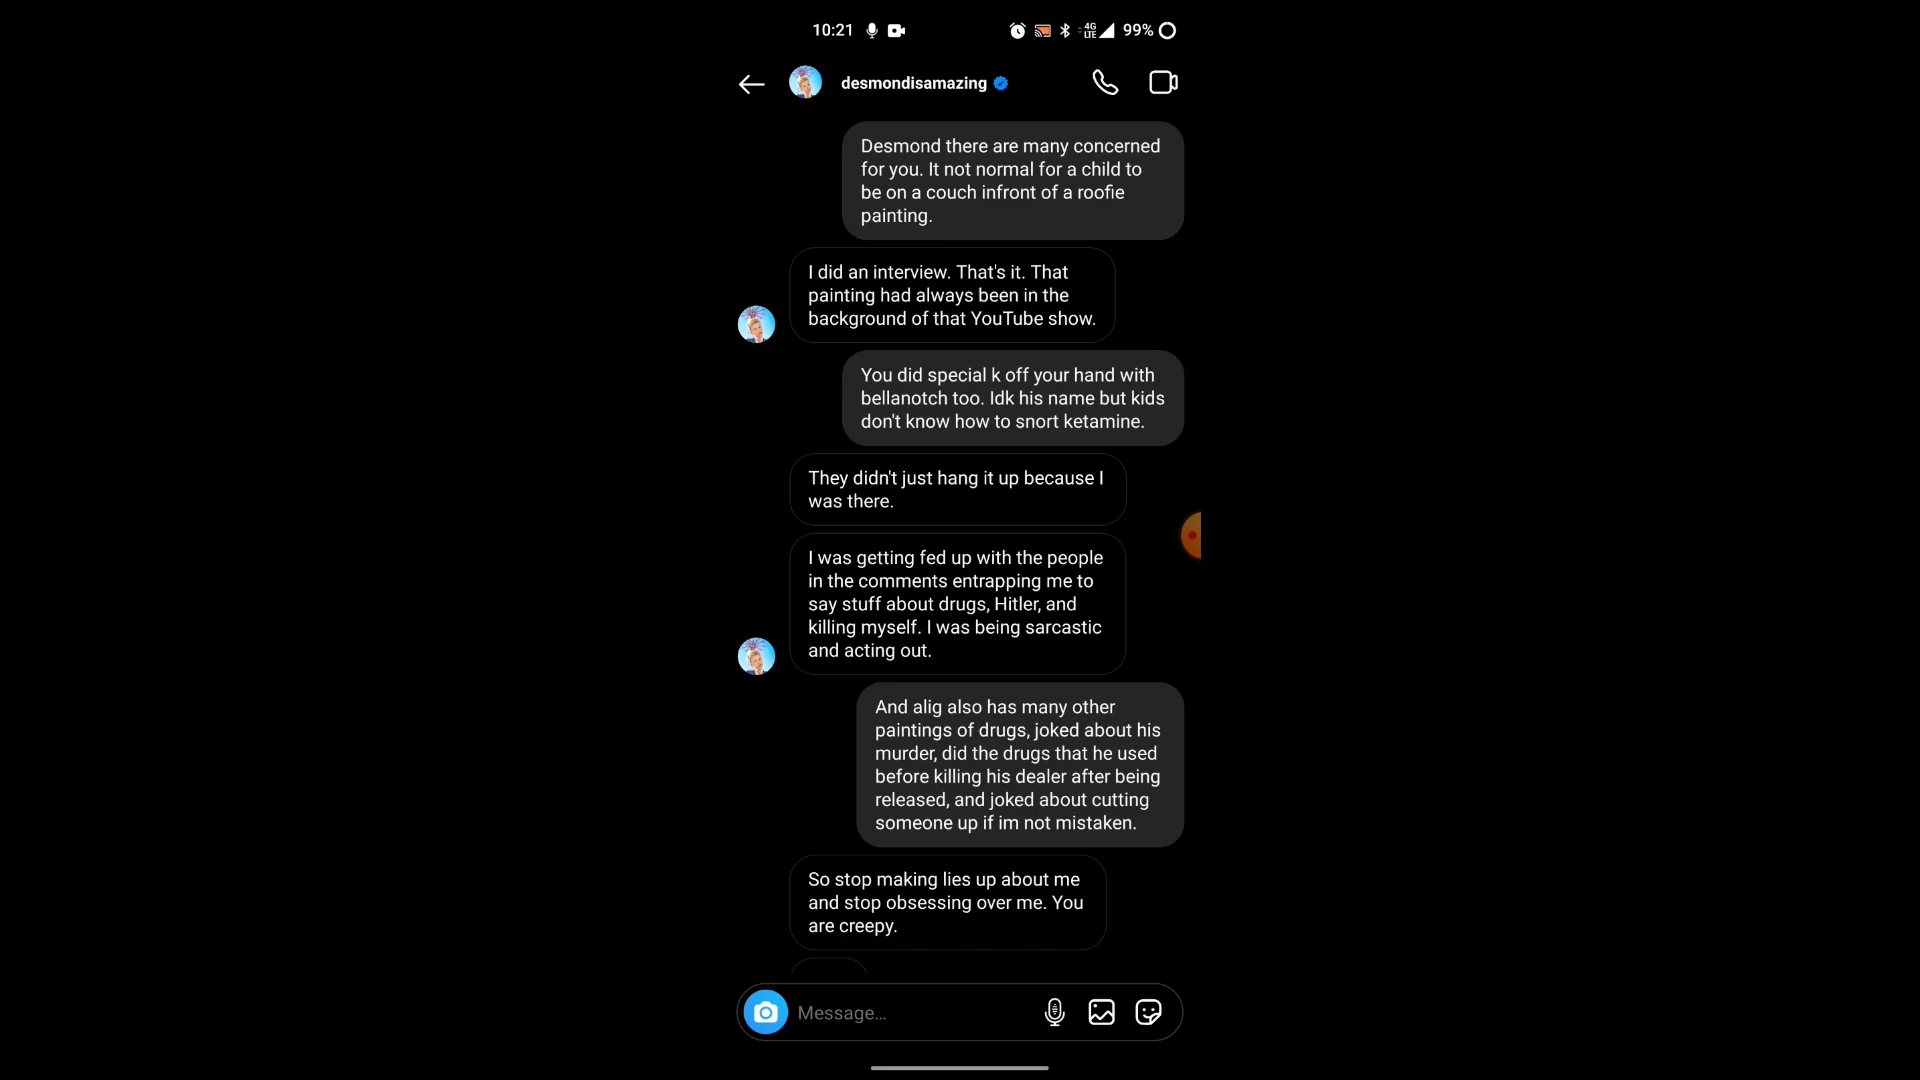 10:21
4G
LTE
99%
desmondisamazing
Desmond there are many concerned
for you. It not normal for a child to
be on a couch infront of a roofie
painting.
I did an interview. That's it. That
painting had always been in the
background of that YouTube show.
You did special k off your hand with
bellanotch too. Idk his name but kids
don't know how to snort ketamine.
They didn't just hang it up because I
was there.
I was getting fed up with the people
in the comments entrapping me to
say stuff about drugs, Hitler, and
killing myself. I was being sarcastic
and acting out.
And alig also has many other
paintings of drugs, joked about his
murder, did the drugs that he used
before killing his dealer after being
released, and joked about cutting
someone up if im not mistaken.
So stop making lies up about me
and stop obsessing over me. You
are creepy.
Message...